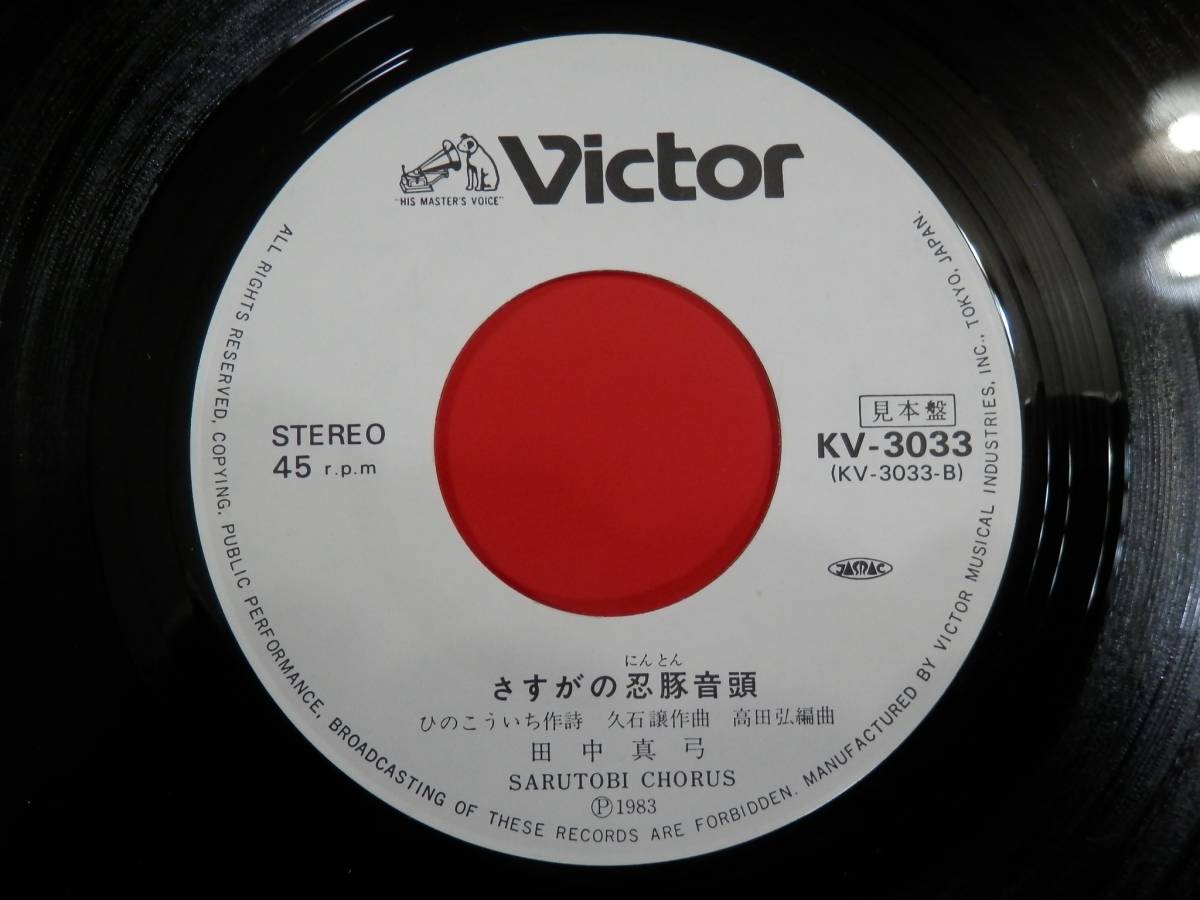 Victor
"HIS MASTER'S VOICE"
STEREO
45 r.p.m
見本盤
KV-3033
(KV-3033-B)
JASRAC
にんとん
さすがの忍豚音頭
ひのこういち作詩 久石譲作曲 高田弘編曲
田中真弓
SARUTOBI CHORUS
Ⓟ1983
ALL RIGHTS RESERVED, COPYING, PUBLIC PERFORMANCE, BROADCASTING OF THESE RECORDS ARE FORBIDDEN. MANUFACTURED BY VICTOR MUSICAL INDUSTRIES, INC., TOKYO, JAPAN.